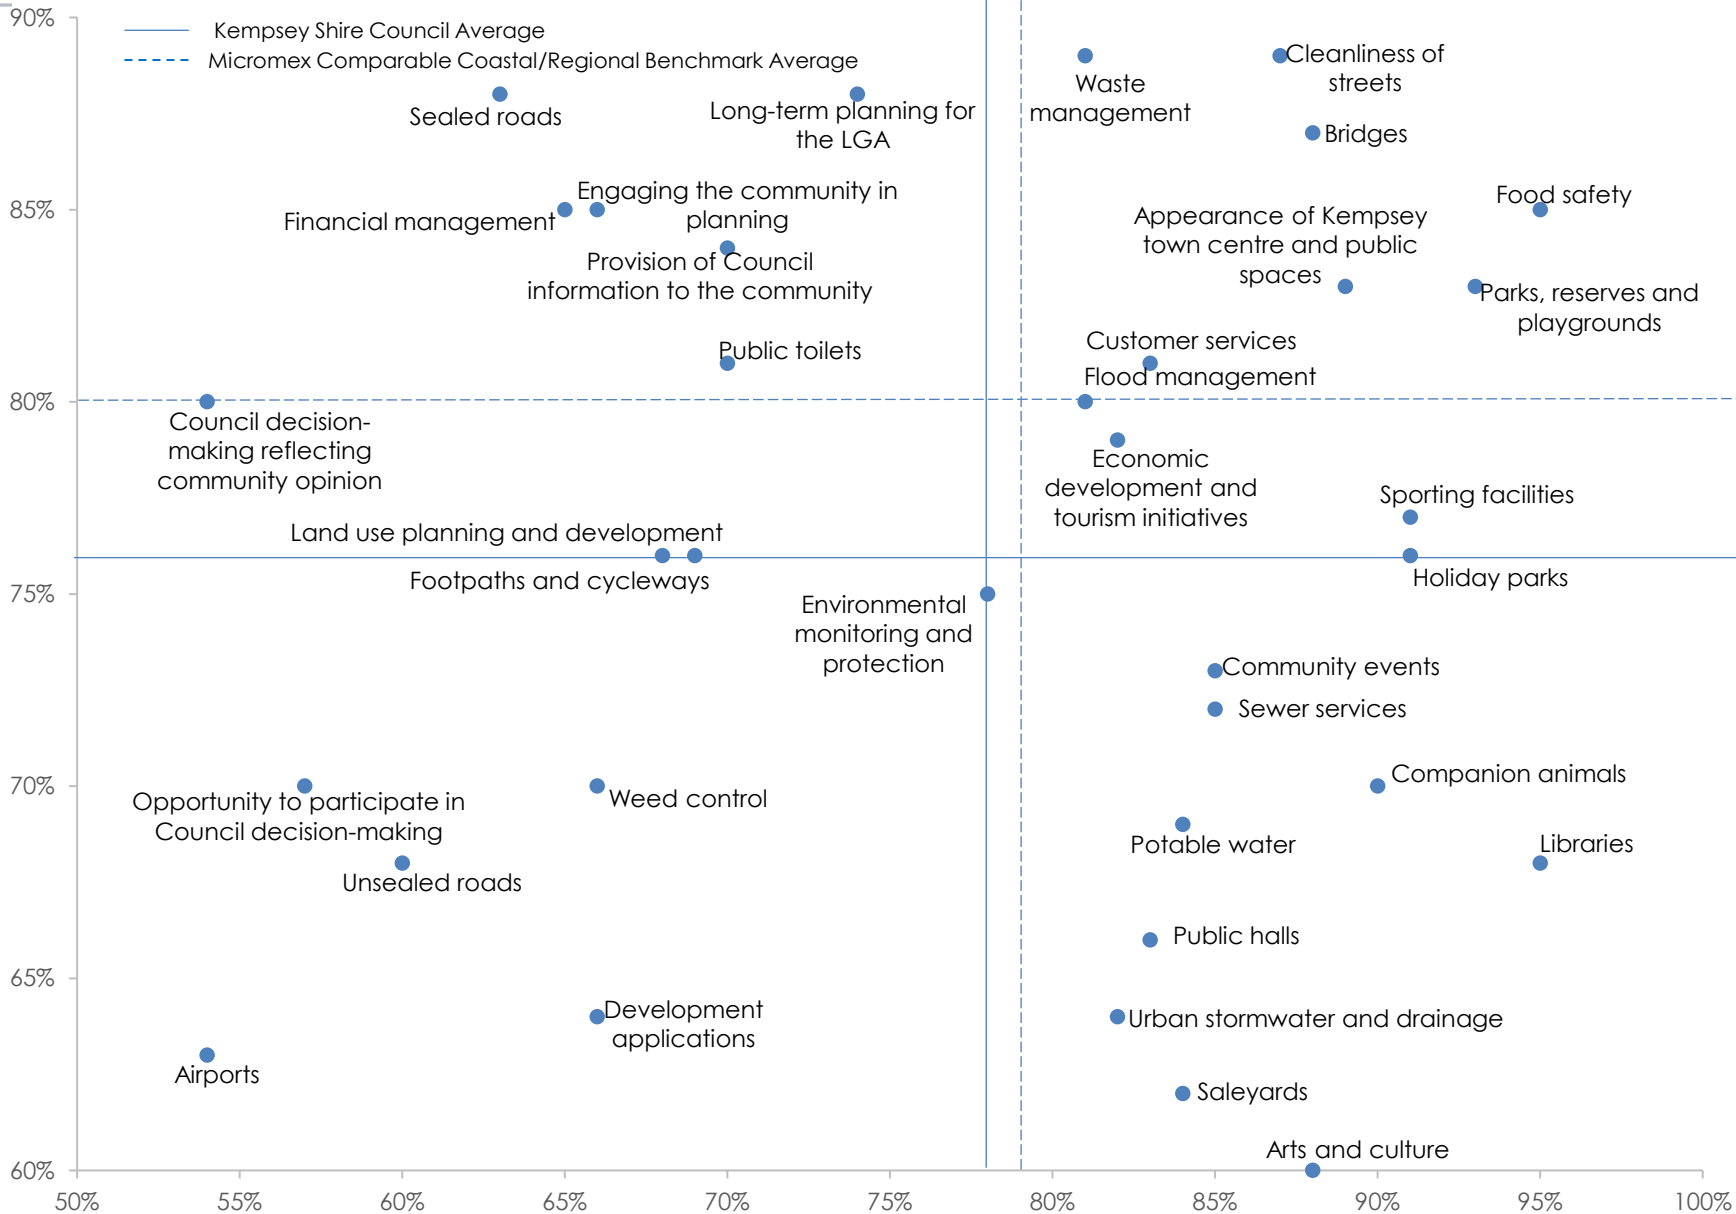 90%
Kempsey Shire Council Average
Micromex Comparable Coastal/Regional Benchmark Average
Cleanliness of
streets
Waste
management
Sealed roads
Long-term planning for
the LGA
Bridges
85%
Engaging the community in
planning
Financial management
Food safety
Appearance of Kempsey
town centre and public
spaces
Provision of Council
information to the community
Parks, reserves and
playgrounds
Public toilets
Customer services
Flood management
80%
Council decision-
making reflecting
community opinion
Economic
development and
tourism initiatives
Sporting facilities
Land use planning and development
Footpaths and cycleways
Holiday parks
75%
Environmental
monitoring and
protection
Community events
Sewer services
70%
Opportunity to participate in
Council decision-making
Weed control
Companion animals
Potable water
Libraries
Unsealed roads
Public halls
65%
Development
applications
Urban stormwater and drainage
Airports
Saleyards
Arts and culture
60%
50%
55%
60%
65%
70%
75%
80%
85%
90%
95%
100%